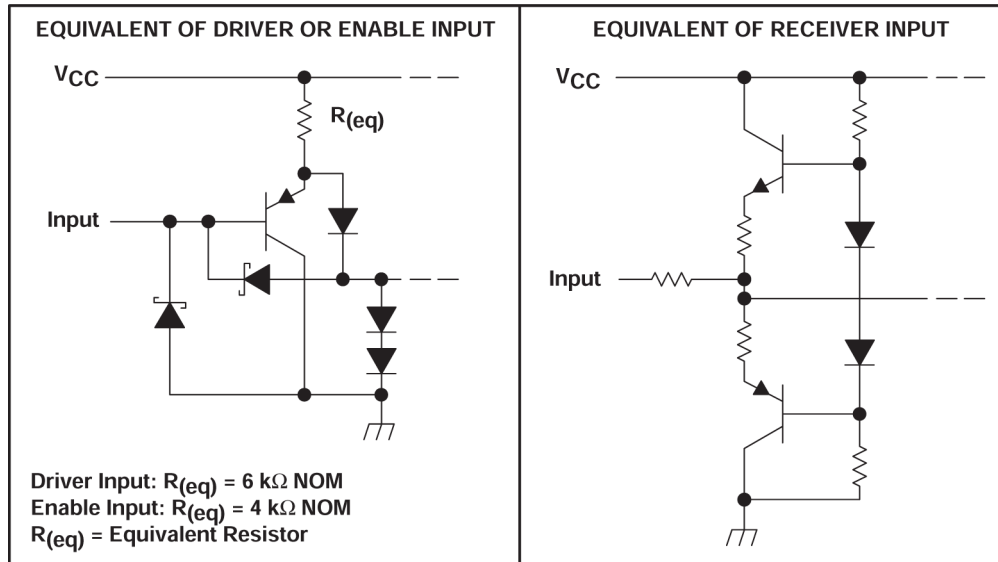 EQUIVALENT OF DRIVER OR ENABLE INPUT
VCC
R(eq)
Input
Driver Input: R(eq) = 6 kΩ NOM
Enable Input: R(eq) = 4 kΩ NOM
R(eq) = Equivalent Resistor
EQUIVALENT OF RECEIVER INPUT
VCC
Input